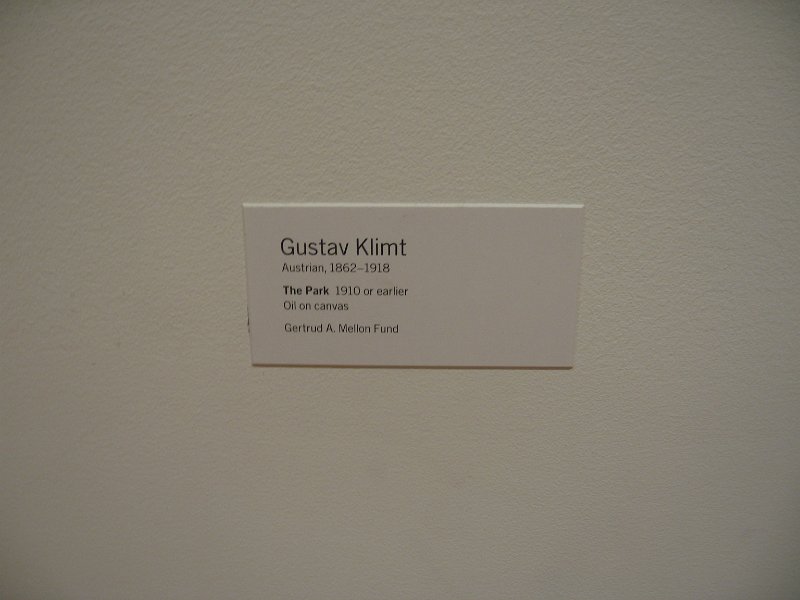 Gustav Klimt
Austrian, 1862–1918
The Park 1910 or earlier
Oil on canvas
Gertrud A. Mellon Fund